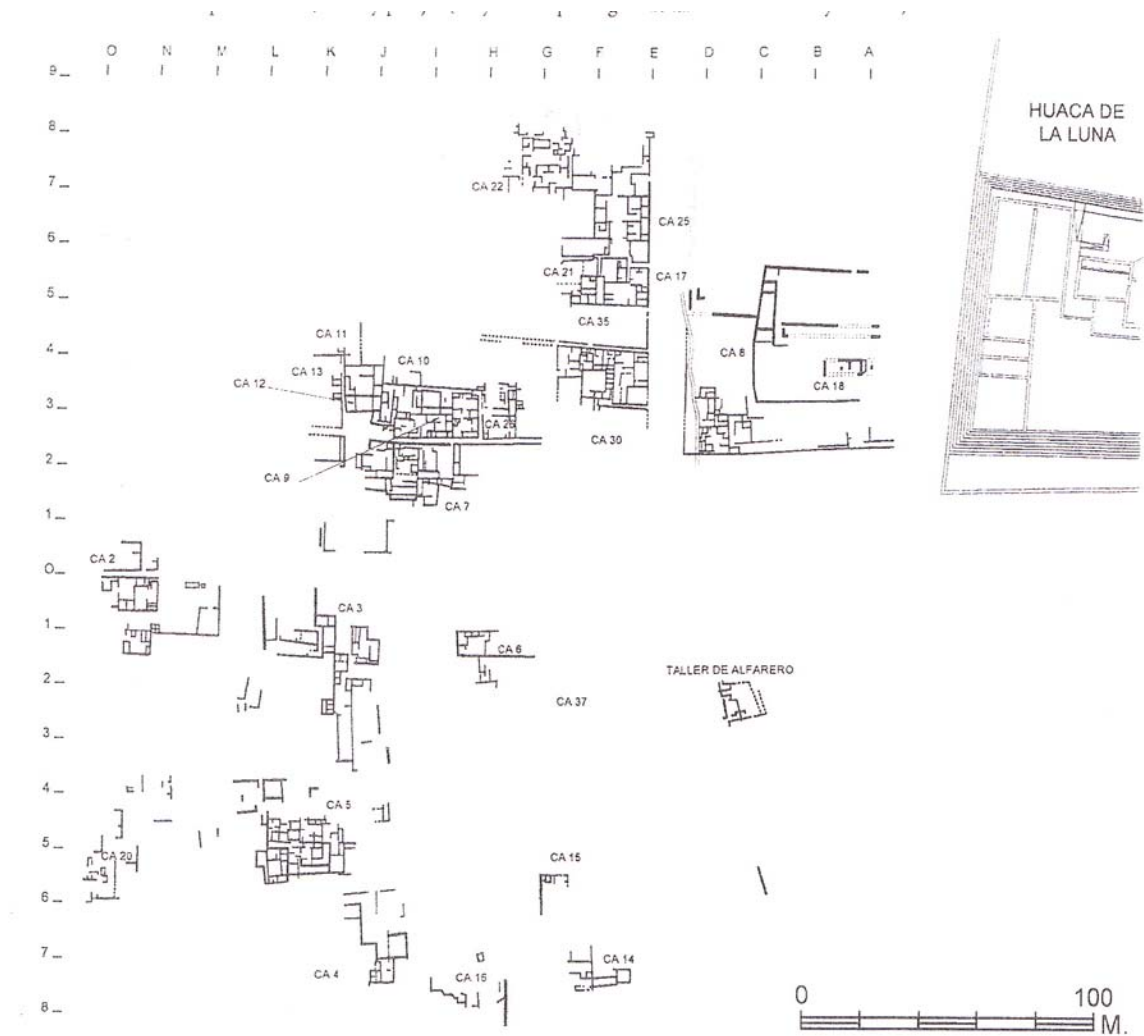 O N M L K J I H G F E D C B A
9
HUACA DE
LA LUNA
8
7
CA 22
CA 25
6
CA 21
CA 17
5
CA 35
CA 11
4
CA 10
CA 8
CA 13
CA 12
CA 18
3
CA 26
CA 30
2
CA 9
CA 7
1
CA 2
0
CA 3
1
CA 6
TALLER DE ALFARERO
2
CA 37
3
4
CA 5
5
CA 20
CA 15
6
7
CA 4
CA 16
CA 14
8
0 100
M.